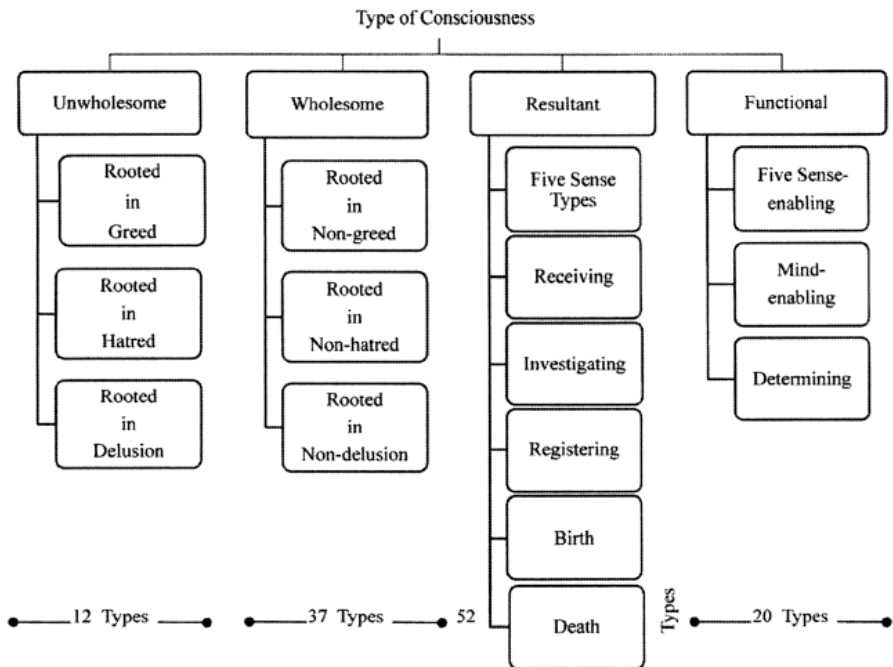 Type of Consciousness
Unwholesome
Rooted
in
Greed
Rooted
in
Hatred
Rooted
in
Delusion
12 Types
Wholesome
Rooted
in
Non-greed
Rooted
in
Non-hatred
Rooted
in
Non-delusion
37 Types
Resultant
Five Sense
Types
Receiving
Investigating
Registering
Birth
Death
52
Types
Functional
Five Sense-
enabling
Mind-
enabling
Determining
20 Types